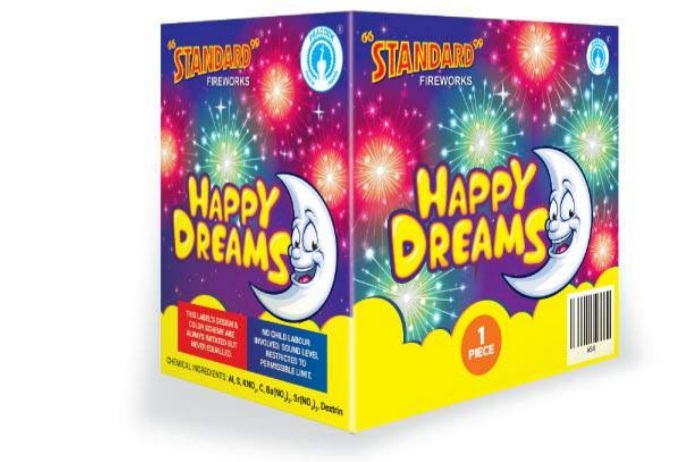 "STANDARD"
FIREWORKS
PEACOCK
HAPPY
DREAMS
THIS LABEL'S DESIGN &
COLOR SCHEME ARE
ALWAYS IMITATED BUT
NEVER EQUALLED.
NO CHILD LABOUR
INVOLVED. SOUND LEVEL
RESTRICTED TO
PERMISSIBLE LIMIT.
CHEMICAL INGREDIENTS: Al, S, KNO3, C, Ba(NO3)2, Sr(NO3)2, Dextrin
"STANDARD"
FIREWORKS
HAPPY
DREAMS
1
PIECE